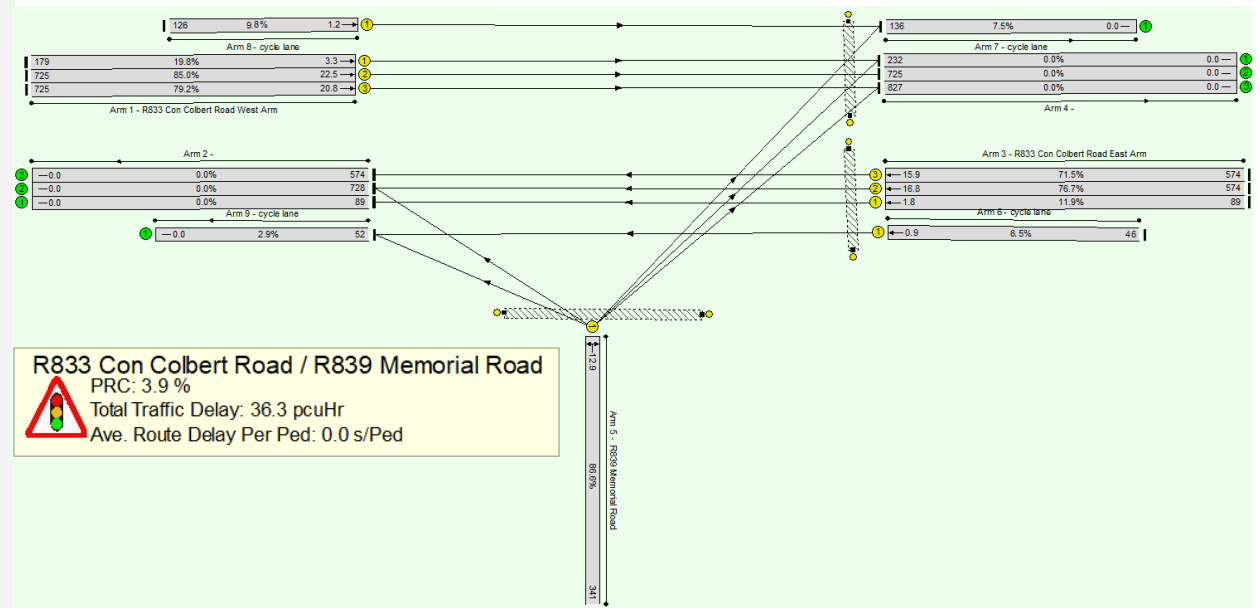 126 9.8% 1.2 1
136 7.5% 0.0 1
Arm 8 - cycle lane
Arm 7 - cycle lane
179 19.8% 3.3 1
232 0.0% 0.0 1
725 85.0% 22.5 2
725 0.0% 0.0 2
725 79.2% 20.8 3
827 0.0% 0.0 3
Arm 1 - R833 Con Colbert Road West Arm
Arm 4 -
Arm 2 -
Arm 3 - R833 Con Colbert Road East Arm
3 0.0 0.0% 574
3 15.9 71.5% 574
2 0.0 0.0% 728
2 16.8 76.7% 574
1 0.0 0.0% 89
1 1.8 11.9% 89
Arm 9 - cycle lane
Arm 6 - cycle lane
1 0.0 2.9% 52
1 0.9 6.5% 46
1
12.9 86.6% 341
Arm 5 - R839 Memorial Road
R833 Con Colbert Road / R839 Memorial Road
PRC: 3.9 %
Total Traffic Delay: 36.3 pcuHr
Ave. Route Delay Per Ped: 0.0 s/Ped